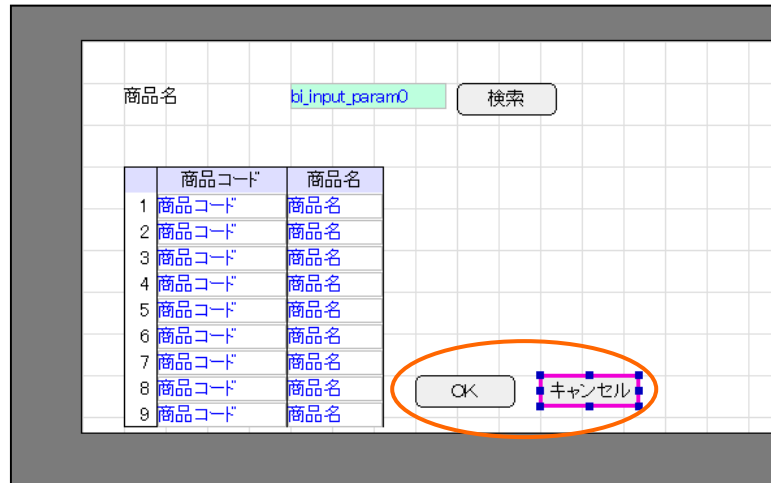 商品名 bi_input_param0 検索
商品コード 商品名
1 商品コード 商品名
2 商品コード 商品名
3 商品コード 商品名
4 商品コード 商品名
5 商品コード 商品名
6 商品コード 商品名
7 商品コード 商品名
8 商品コード 商品名 OK キャンセル
9 商品コード 商品名